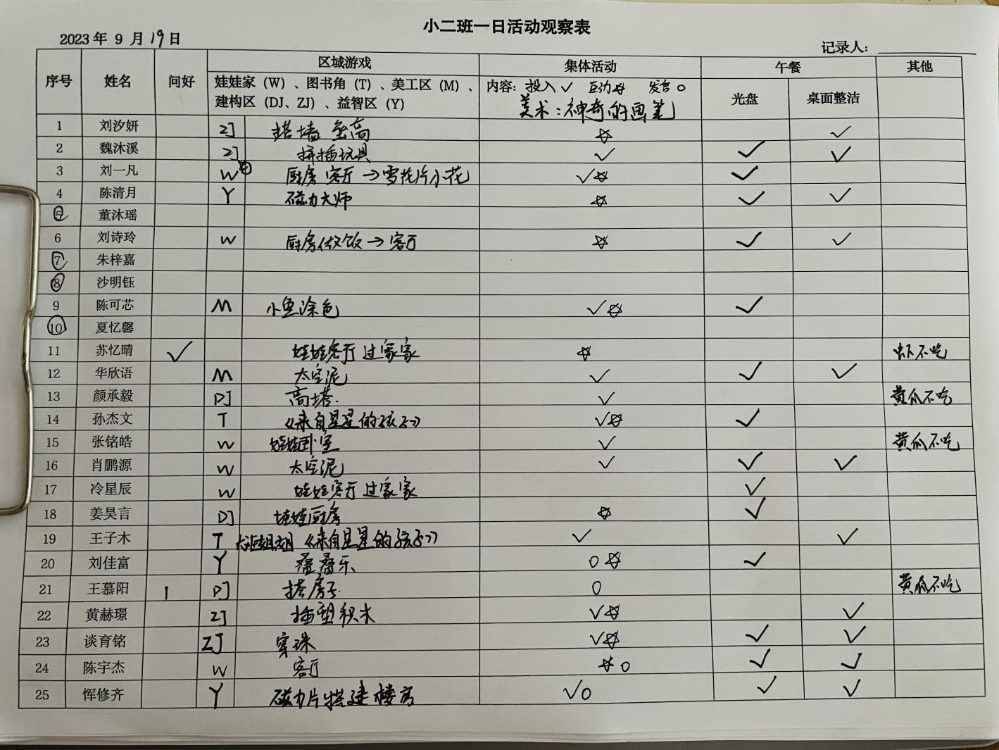 小二班一日活动观察表
2023年 9 月 19 日
记录人:
序号 姓名 问好 区域游戏 集体活动 午餐 其他
娃娃家(W)、图书角(T)、美工区(M)、 内容: 投入 ✓ 互动 ☆ 发言 ○ 光盘 桌面整洁
建构区(DJ、ZJ)、益智区(Y) 美术:神奇的画笔
1 刘汐妍 ZJ 搭墙 垒高 ☆ ✓
2 魏沐溪 ZJ 拼插玩具 ✓ ✓ ✓
3 刘一凡 W 厨房 客厅 → 雪花片小花 ✓☆ ✓
4 陈清月 Y 磁力大师 ☆ ✓ ✓
5 董沐瑶
6 刘诗玲 W 厨房做饭 → 客厅 ☆ ✓ ✓
7 朱梓嘉
8 沙明钰
9 陈可芯 M 小鱼涂色 ✓☆ ✓
10 夏忆馨
11 苏忆晴 ✓ 娃娃客厅 过家家 ☆ 虾不吃
12 华欣语 M 太空泥 ✓ ✓ ✓
13 颜承毅 DJ 高塔. ✓ 黄瓜不吃
14 孙杰文 T 《来自星星的孩子》 ✓☆ ✓
15 张铭皓 W 娃娃卧室 ✓ 黄瓜不吃
16 肖鹏源 W 太空泥 ✓ ✓ ✓
17 冷星辰 W 娃娃客厅 过家家 ✓
18 姜昊言 DJ 娃娃厨房 ☆ ✓
19 王子木 T 《来自星星的孩子》 ✓ ✓
20 刘佳富 Y 叠叠乐 ○☆ ✓
21 王慕阳 1 DJ 搭房子. ○ 黄瓜不吃
22 黄赫璟 ZJ 插塑积木 ✓☆ ✓
23 谈育铭 ZJ 穿珠 ✓☆ ✓ ✓
24 陈宇杰 W 客厅 ☆○ ✓ ✓
25 恽修齐 Y 磁力片搭建楼房 ✓○ ✓ ✓